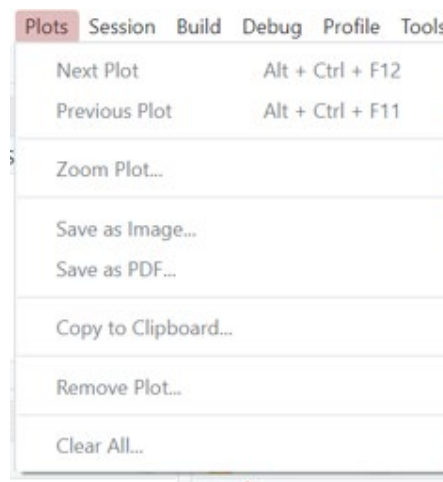 Plots Session Build Debug Profile Tools
Next Plot Alt + Ctrl + F12
Previous Plot Alt + Ctrl + F11
Zoom Plot...
Save as Image...
Save as PDF...
Copy to Clipboard...
Remove Plot...
Clear All...